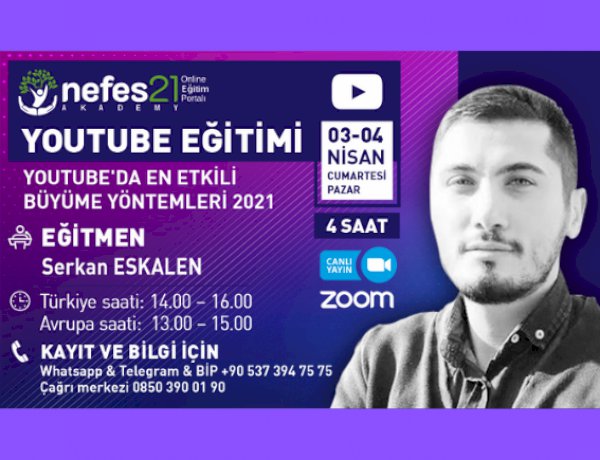 nefes21
AKADEMY
Online
Eğitim
Portalı
YOUTUBE EĞİTİMİ
YOUTUBE'DA EN ETKİLİ
BÜYÜME YÖNTEMLERİ 2021
EĞİTMEN
Serkan ESKALEN
Türkiye saati: 14.00 – 16.00
Avrupa saati: 13.00 – 15.00
KAYIT VE BİLGİ İÇİN
Whatsapp & Telegram & BİP +90 537 394 75 75
Çağrı merkezi 0850 390 01 90
03-04
NİSAN
CUMARTESİ
PAZAR
4 SAAT
CANLI
YAYIN
zoom